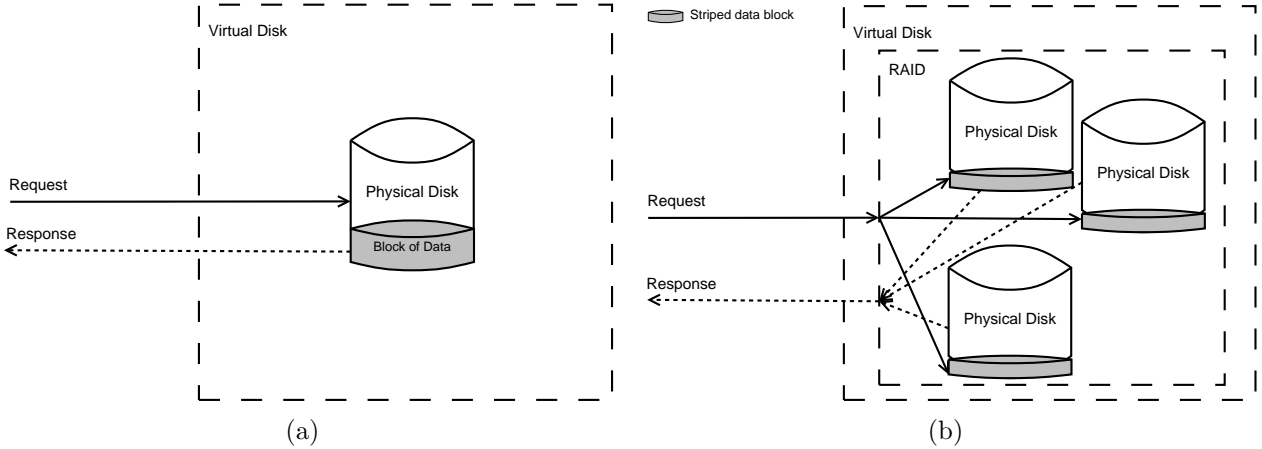 Virtual Disk
Physical Disk
Request
Response
Block of Data
(a)
Striped data block
Virtual Disk
RAID
Physical Disk
Physical Disk
Request
Response
Physical Disk
(b)